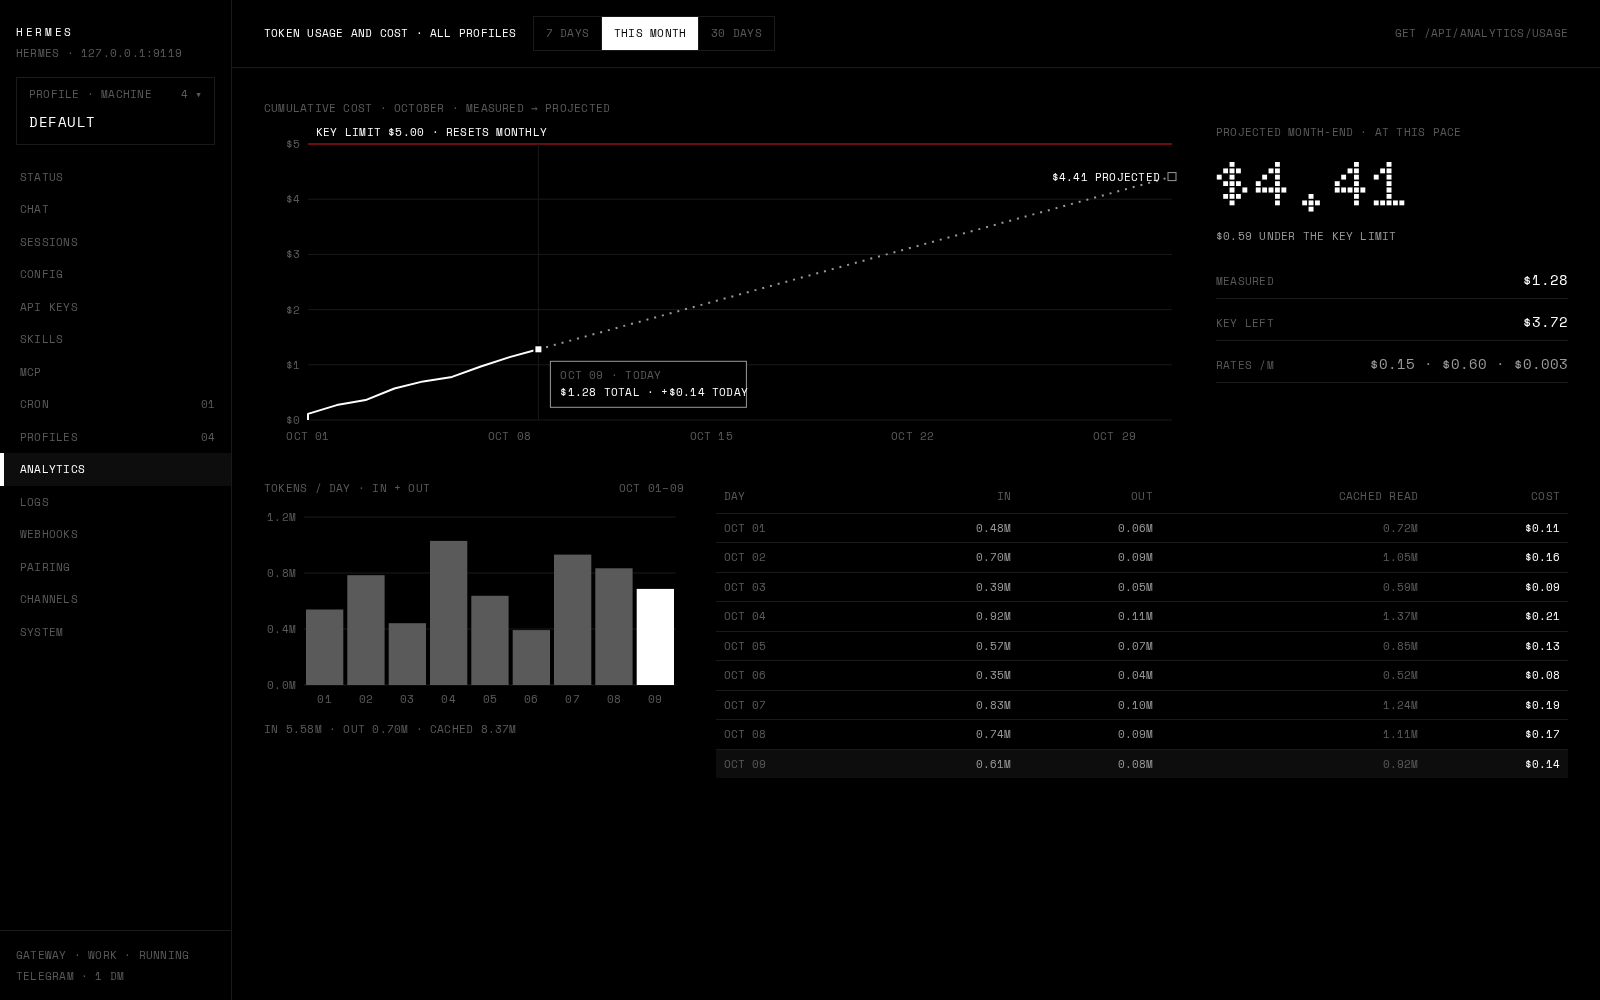 HERMES
HERMES · 127.0.0.1:9119
PROFILE · MACHINE 4 ▾
DEFAULT
STATUS
CHAT
SESSIONS
CONFIG
API KEYS
SKILLS
MCP
CRON 01
PROFILES 04
ANALYTICS
LOGS
WEBHOOKS
PAIRING
CHANNELS
SYSTEM
GATEWAY · WORK · RUNNING
TELEGRAM · 1 DM
TOKEN USAGE AND COST · ALL PROFILES 7 DAYS THIS MONTH 30 DAYS GET /API/ANALYTICS/USAGE
CUMULATIVE COST · OCTOBER · MEASURED → PROJECTED
KEY LIMIT $5.00 · RESETS MONTHLY
$5
$4.41 PROJECTED
$4
$3
$2
$1
OCT 09 · TODAY
$1.28 TOTAL · +$0.14 TODAY
$0
OCT 01 OCT 08 OCT 15 OCT 22 OCT 29
PROJECTED MONTH-END · AT THIS PACE
$4.41
$0.59 UNDER THE KEY LIMIT
MEASURED $1.28
KEY LEFT $3.72
RATES /M $0.15 · $0.60 · $0.003
TOKENS / DAY · IN + OUT OCT 01–09
1.2M
0.8M
0.4M
0.0M
01 02 03 04 05 06 07 08 09
IN 5.58M · OUT 0.70M · CACHED 8.37M
DAY IN OUT CACHED READ COST
OCT 01 0.48M 0.06M 0.72M $0.11
OCT 02 0.70M 0.09M 1.05M $0.16
OCT 03 0.39M 0.05M 0.59M $0.09
OCT 04 0.92M 0.11M 1.37M $0.21
OCT 05 0.57M 0.07M 0.85M $0.13
OCT 06 0.35M 0.04M 0.52M $0.08
OCT 07 0.83M 0.10M 1.24M $0.19
OCT 08 0.74M 0.09M 1.11M $0.17
OCT 09 0.61M 0.08M 0.92M $0.14